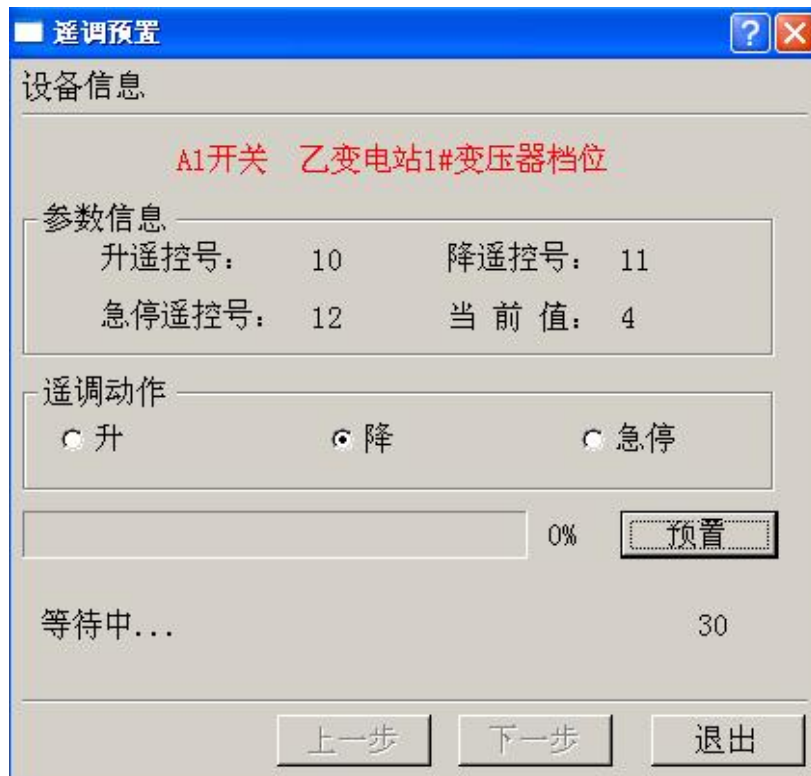 遥调预置
设备信息
A1开关 乙变电站1#变压器档位
参数信息
升遥控号: 10 降遥控号: 11
急停遥控号: 12 当 前 值: 4
遥调动作
升 降 急停
0% 预置
等待中... 30
上一步 下一步 退出